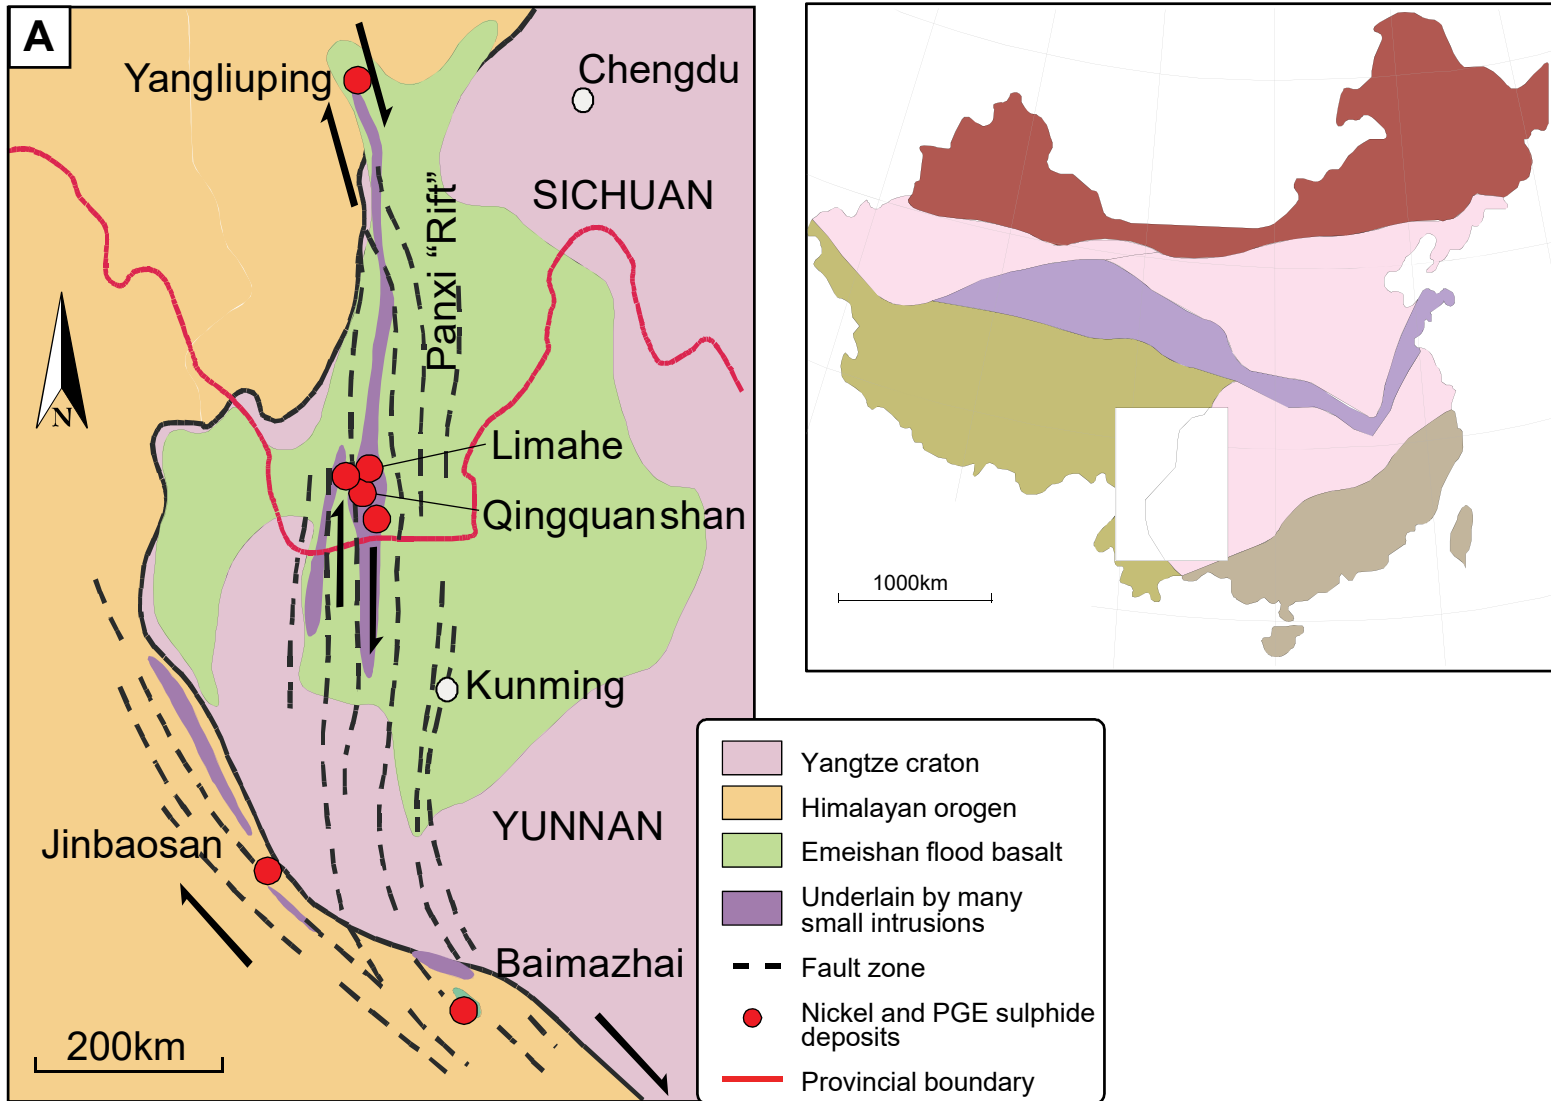 A
Yangliuping
Chengdu
SICHUAN
Panxi “Rift”
N
Limahe
Qingquanshan
Kunming
YUNNAN
Jinbaosan
Baimazhai
200km
1000km
Yangtze craton
Himalayan orogen
Emeishan flood basalt
Underlain by many
small intrusions
Fault zone
Nickel and PGE sulphide
deposits
Provincial boundary